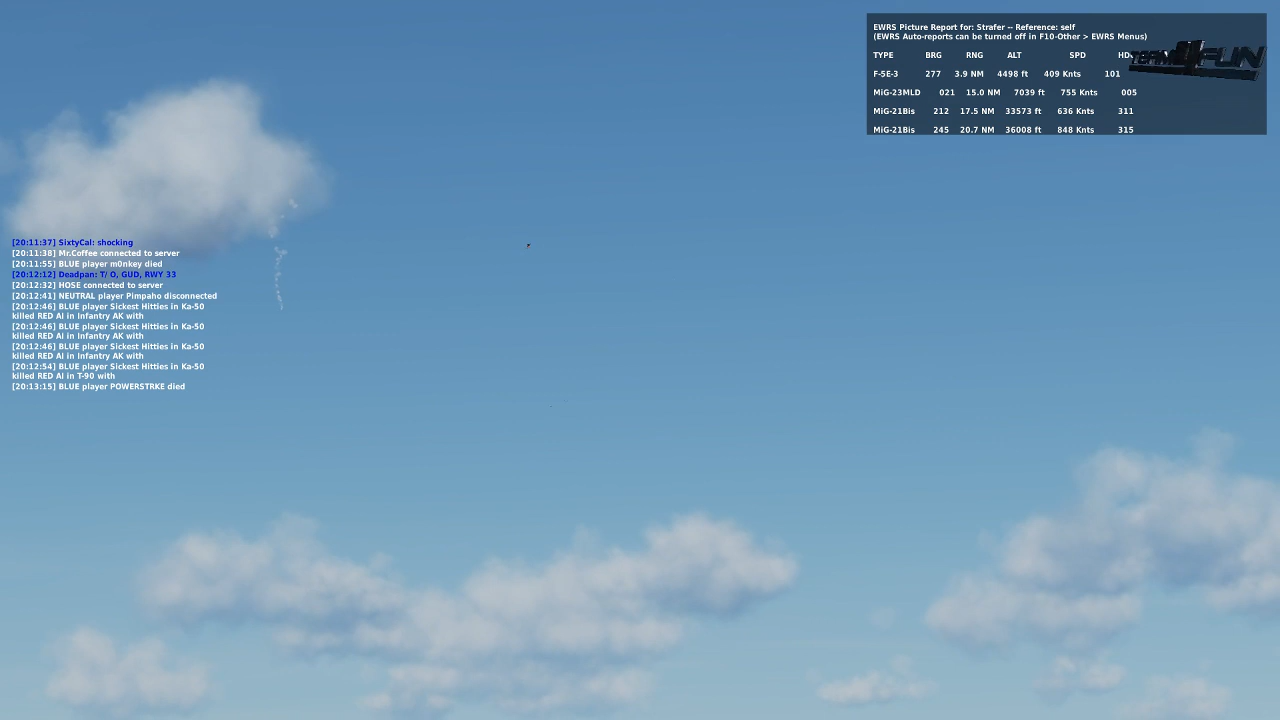 EWRS Picture Report for: Strafer -- Reference: self
(EWRS Auto-reports can be turned off in F10-Other > EWRS Menus)
TYPE BRG RNG ALT SPD
F-5E-3 277 3.9 NM 4498 ft 409 Knts 101
MiG-23MLD 021 15.0 NM 7039 ft 755 Knts 005
MiG-21Bis 212 17.5 NM 33573 ft 636 Knts 311
MiG-21Bis 245 20.7 NM 36008 ft 848 Knts 315
[20:11:37] SixtyCal: shocking
[20:11:38] Mr.Coffee connected to server
[20:11:55] BLUE player m0nkey died
[20:12:12] Deadpan: T/ O, GUD, RWY 33
[20:12:32] HOSE connected to server
[20:12:41] NEUTRAL player Pimpaho disconnected
[20:12:46] BLUE player Sickest Hitties in Ka-50
killed RED AI in Infantry AK with
[20:12:46] BLUE player Sickest Hitties in Ka-50
killed RED AI in Infantry AK with
[20:12:46] BLUE player Sickest Hitties in Ka-50
killed RED AI in Infantry AK with
[20:12:54] BLUE player Sickest Hitties in Ka-50
killed RED AI in T-90 with
[20:13:15] BLUE player POWERSTRKE died